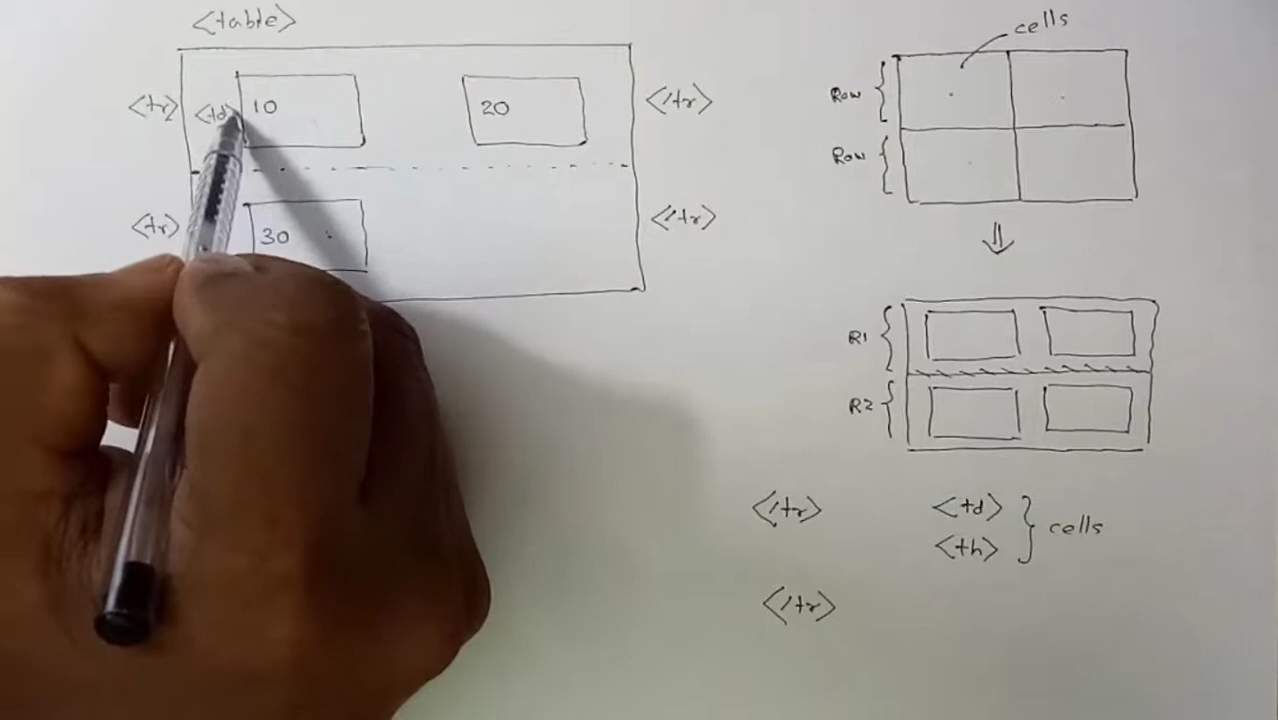 <table>
<tr> <td> 10 20 </tr>
<tr> 30 </tr>
cells
Row
Row
R1
R2
</tr> <td>
<th> cells
</tr>